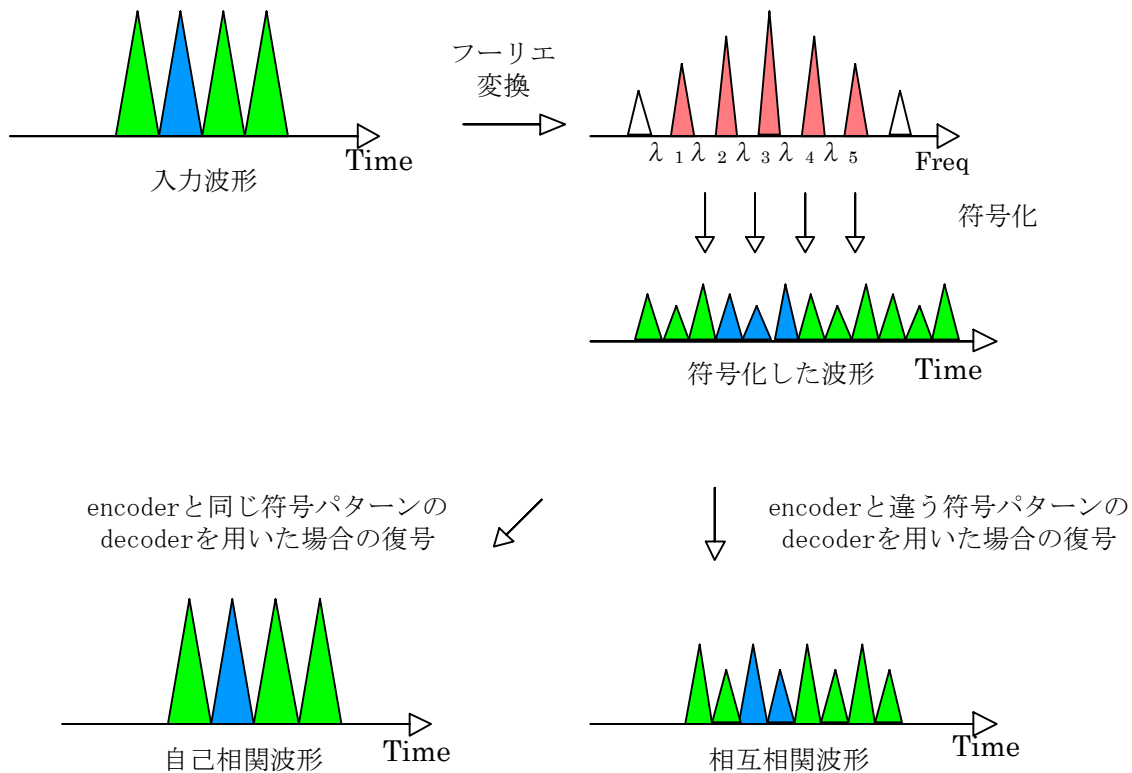 フーリエ
変換
Time
入力波形
λ 1 λ 2 λ 3 λ 4 λ 5
Freq
符号化
符号化した波形
Time
encoderと同じ符号パターンの
decoderを用いた場合の復号
encoderと違う符号パターンの
decoderを用いた場合の復号
Time
自己相関波形
Time
相互相関波形